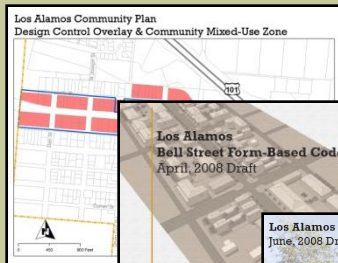 Los Alamos Community Plan
Design Control Overlay & Community Mixed-Use Zone
101
Los Alamos
Bell Street Form-Based Code
April, 2008 Draft
Los Alamos
June, 2008 Dr